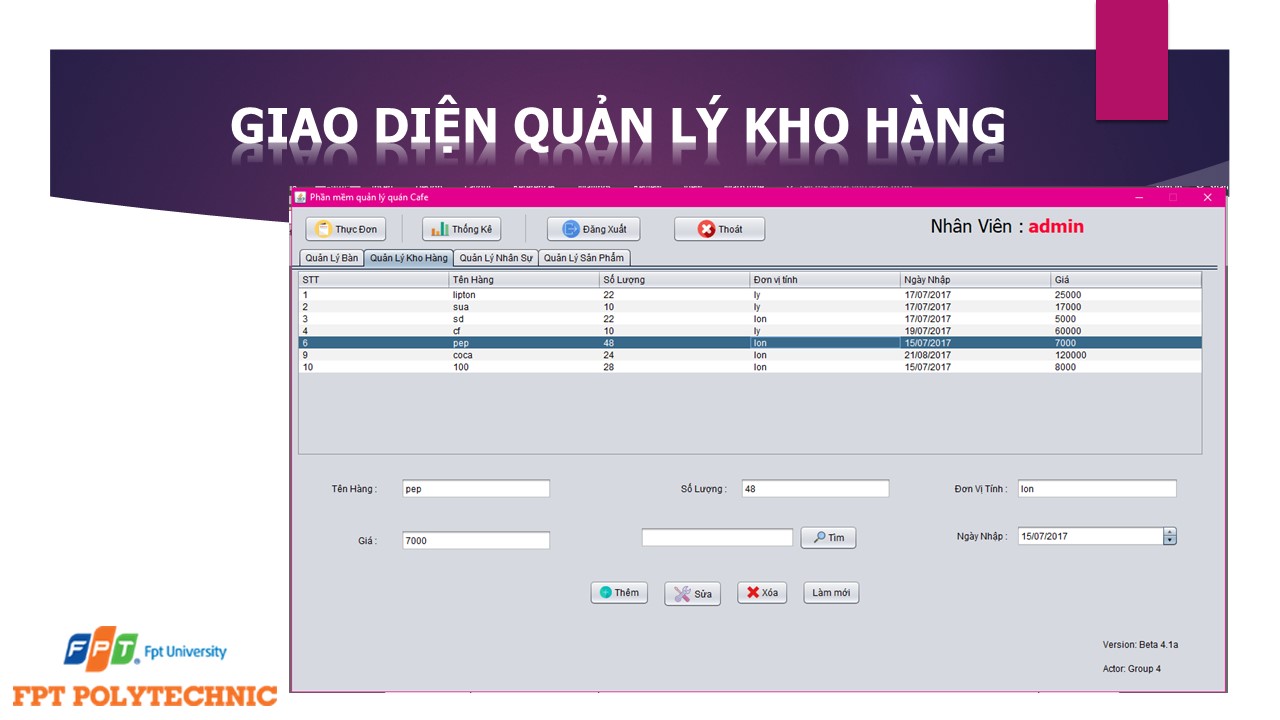 GIAO DIỆN QUẢN LÝ KHO HÀNG
Phần mềm quản lý quán Cafe
Thực Đơn Thống Kê Đăng Xuất Thoát Nhân Viên : admin
Quản Lý Bàn Quản Lý Kho Hàng Quản Lý Nhân Sự Quản Lý Sản Phẩm
STT Tên Hàng Số Lượng Đơn vị tính Ngày Nhập Giá
1 lipton 22 ly 17/07/2017 25000
2 sua 10 ly 17/07/2017 17000
3 sd 22 lon 17/07/2017 5000
4 cf 10 ly 19/07/2017 60000
6 pep 48 lon 15/07/2017 7000
9 coca 24 lon 21/08/2017 120000
10 100 28 lon 15/07/2017 8000
Tên Hàng : pep Số Lượng : 48 Đơn Vị Tính : lon
Giá : 7000 Tìm Ngày Nhập : 15/07/2017
Thêm Sửa Xóa Làm mới
Version: Beta 4.1a
Actor: Group 4
FPT Fpt University
FPT POLYTECHNIC